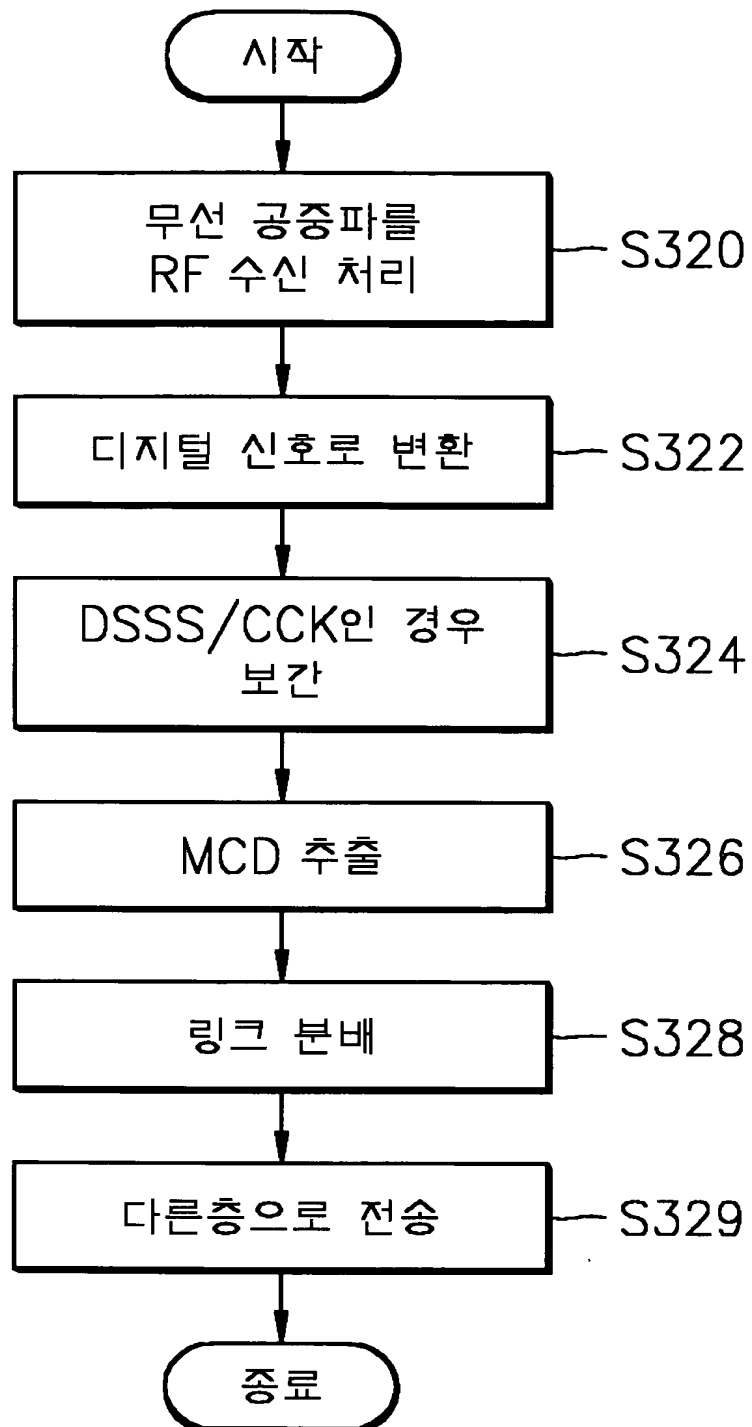 시작
무선 공중파를
RF 수신 처리
S320
디지털 신호로 변환
S322
DSSS/CCK인 경우
보간
S324
MCD 추출
S326
링크 분배
S328
다른층으로 전송
S329
종료